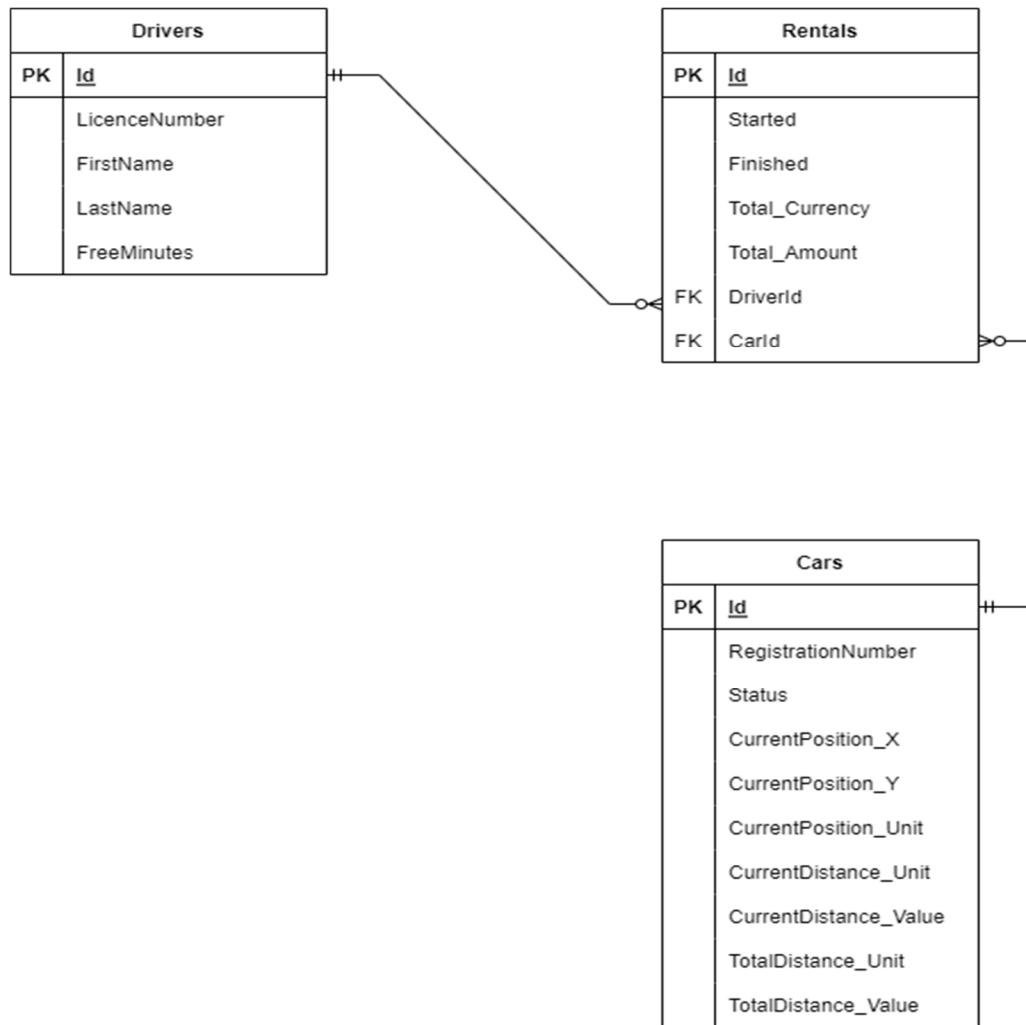 Drivers
PK Id
LicenceNumber
FirstName
LastName
FreeMinutes
Rentals
PK Id
Started
Finished
Total_Currency
Total_Amount
FK DriverId
FK CarId
Cars
PK Id
RegistrationNumber
Status
CurrentPosition_X
CurrentPosition_Y
CurrentPosition_Unit
CurrentDistance_Unit
CurrentDistance_Value
TotalDistance_Unit
TotalDistance_Value